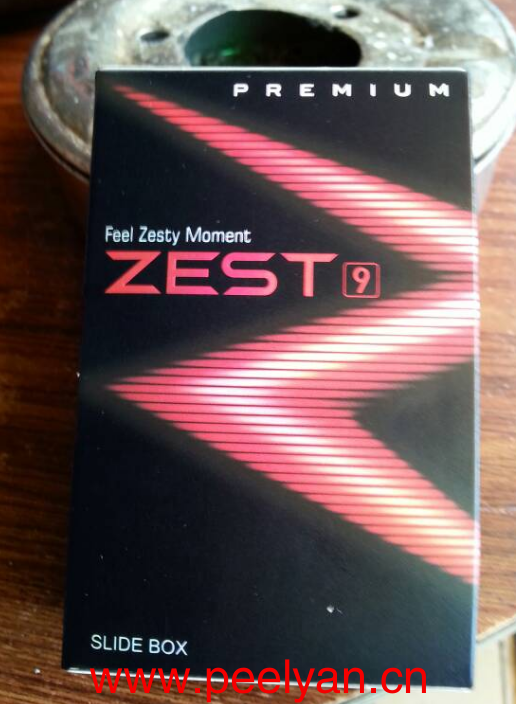 PREMIUM
Feel Zesty Moment
ZEST 9
SLIDE BOX
www.peelyan.cn